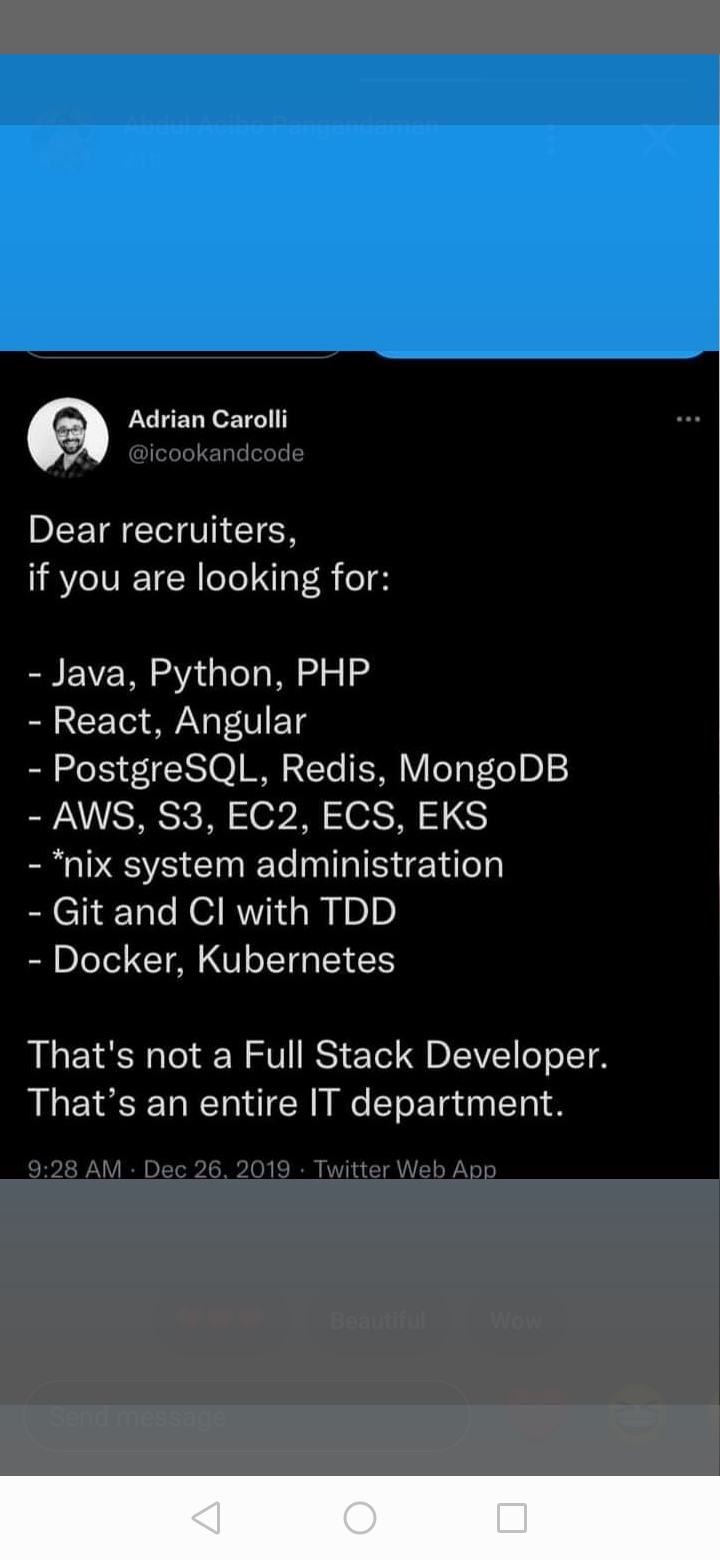 Abdul Acibo Pangandaman
Adrian Carolli
@icookandcode
Dear recruiters,
if you are looking for:
- Java, Python, PHP
- React, Angular
- PostgreSQL, Redis, MongoDB
- AWS, S3, EC2, ECS, EKS
- *nix system administration
- Git and CI with TDD
- Docker, Kubernetes
That's not a Full Stack Developer.
That’s an entire IT department.
9:28 AM · Dec 26, 2019 · Twitter Web App
Beautiful Wow
Send message